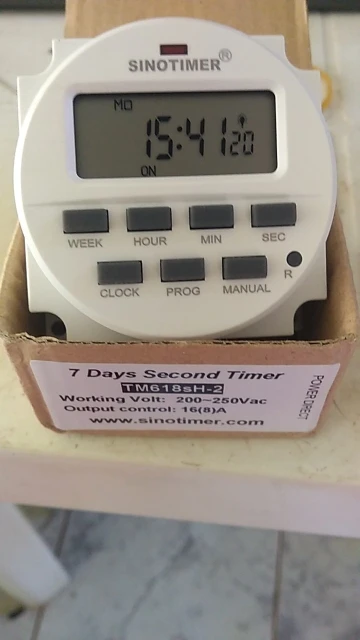 SINOTIMER®
MO
15:41 20
ON
WEEK HOUR MIN SEC
CLOCK PROG MANUAL R
7 Days Second Timer
TM618sH-2
Working Volt: 200~250Vac
Output control: 16(8)A
www.sinotimer.com
POWER DIRECT